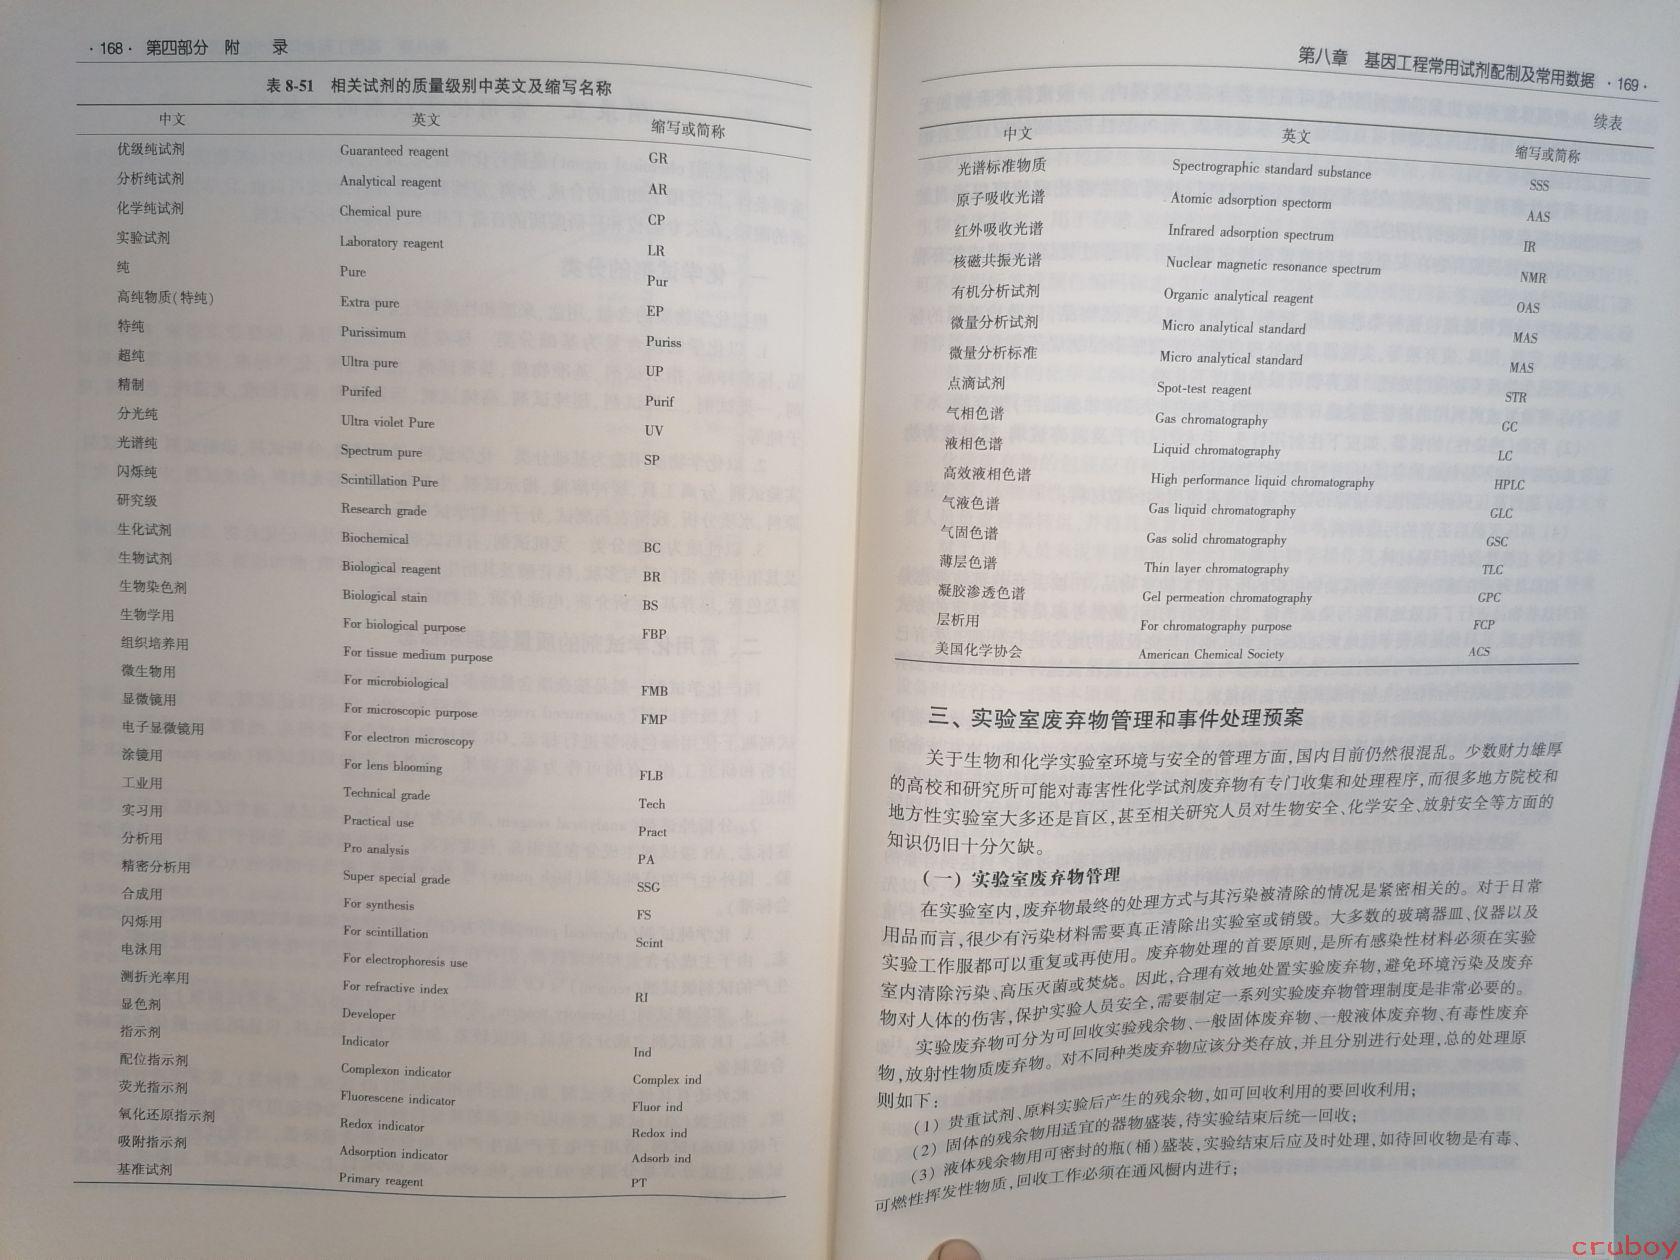 ·168· 第四部分 附 录
表 8-51 相关试剂的质量级别中英文及缩写名称
中文 英文 缩写或简称
优级纯试剂 Guaranteed reagent GR
分析纯试剂 Analytical reagent AR
化学纯试剂 Chemical pure CP
实验试剂 Laboratory reagent LR
纯 Pure Pur
高纯物质(特纯) Extra pure EP
特纯 Purissimum Puriss
超纯 Ultra pure UP
精制 Purifed Purif
分光纯 Ultra violet Pure UV
光谱纯 Spectrum pure SP
闪烁纯 Scintillation Pure
研究级 Research grade
生化试剂 Biochemical BC
生物试剂 Biological reagent BR
生物染色剂 Biological stain BS
生物学用 For biological purpose FBP
组织培养用 For tissue medium purpose
微生物用 For microbiological FMB
显微镜用 For microscopic purpose FMP
电子显微镜用 For electron microscopy
涂镜用 For lens blooming FLB
工业用 Technical grade Tech
实习用 Practical use Pract
分析用 Pro analysis PA
精密分析用 Super special grade SSG
合成用 For synthesis FS
闪烁用 For scintillation Scint
电泳用 For electrophoresis use
测折光率用 For refractive index RI
显色剂 Developer
指示剂 Indicator Ind
配位指示剂 Complexon indicator Complex ind
荧光指示剂 Fluorescene indicator Fluor ind
氧化还原指示剂 Redox indicator Redox ind
吸附指示剂 Adsorption indicator Adsorb ind
基准试剂 Primary reagent PT
第八章 基因工程常用试剂配制及常用数据 ·169·
续表
中文 英文 缩写或简称
光谱标准物质 Spectrographic standard substance SSS
原子吸收光谱 Atomic adsorption spectorm AAS
红外吸收光谱 Infrared adsorption spectrum IR
核磁共振光谱 Nuclear magnetic resonance spectrum NMR
有机分析试剂 Organic analytical reagent OAS
微量分析试剂 Micro analytical standard MAS
微量分析标准 Micro analytical standard MAS
点滴试剂 Spot-test reagent STR
气相色谱 Gas chromatography GC
液相色谱 Liquid chromatography LC
高效液相色谱 High performance liquid chromatography HPLC
气液色谱 Gas liquid chromatography GLC
气固色谱 Gas solid chromatography GSC
薄层色谱 Thin layer chromatography TLC
凝胶渗透色谱 Gel permeation chromatography GPC
层析用 For chromatography purpose FCP
美国化学协会 American Chemical Society ACS
三、实验室废弃物管理和事件处理预案
关于生物和化学实验室环境与安全的管理方面,国内目前仍然很混乱。少数财力雄厚
的高校和研究所可能对毒害性化学试剂废弃物有专门收集和处理程序,而很多地方院校和
地方性实验室大多还是盲区,甚至相关研究人员对生物安全、化学安全、放射安全等方面的
知识仍旧十分欠缺。
(一) 实验室废弃物管理
在实验室内,废弃物最终的处理方式与其污染被清除的情况是紧密相关的。对于日常
用品而言,很少有污染材料需要真正清除出实验室或销毁。大多数的玻璃器皿、仪器以及
实验工作服都可以重复或再使用。废弃物处理的首要原则,是所有感染性材料必须在实验
室内清除污染、高压灭菌或焚烧。因此,合理有效地处置实验废弃物,避免环境污染及废弃
物对人体的伤害,保护实验人员安全,需要制定一系列实验废弃物管理制度是非常必要的。
实验废弃物可分为可回收实验残余物、一般固体废弃物、一般液体废弃物、有毒性废弃
物,放射性物质废弃物。对不同种类废弃物应该分类存放,并且分别进行处理,总的处理原
则如下:
(1) 贵重试剂、原料实验后产生的残余物,如可回收利用的要回收利用;
(2) 固体的残余物用适宜的器物盛装,待实验结束后统一回收;
(3) 液体残余物用可密封的瓶(桶)盛装,实验结束后应及时处理,如待回收物是有毒、
可燃性挥发性物质,回收工作必须在通风橱内进行;
cruboy